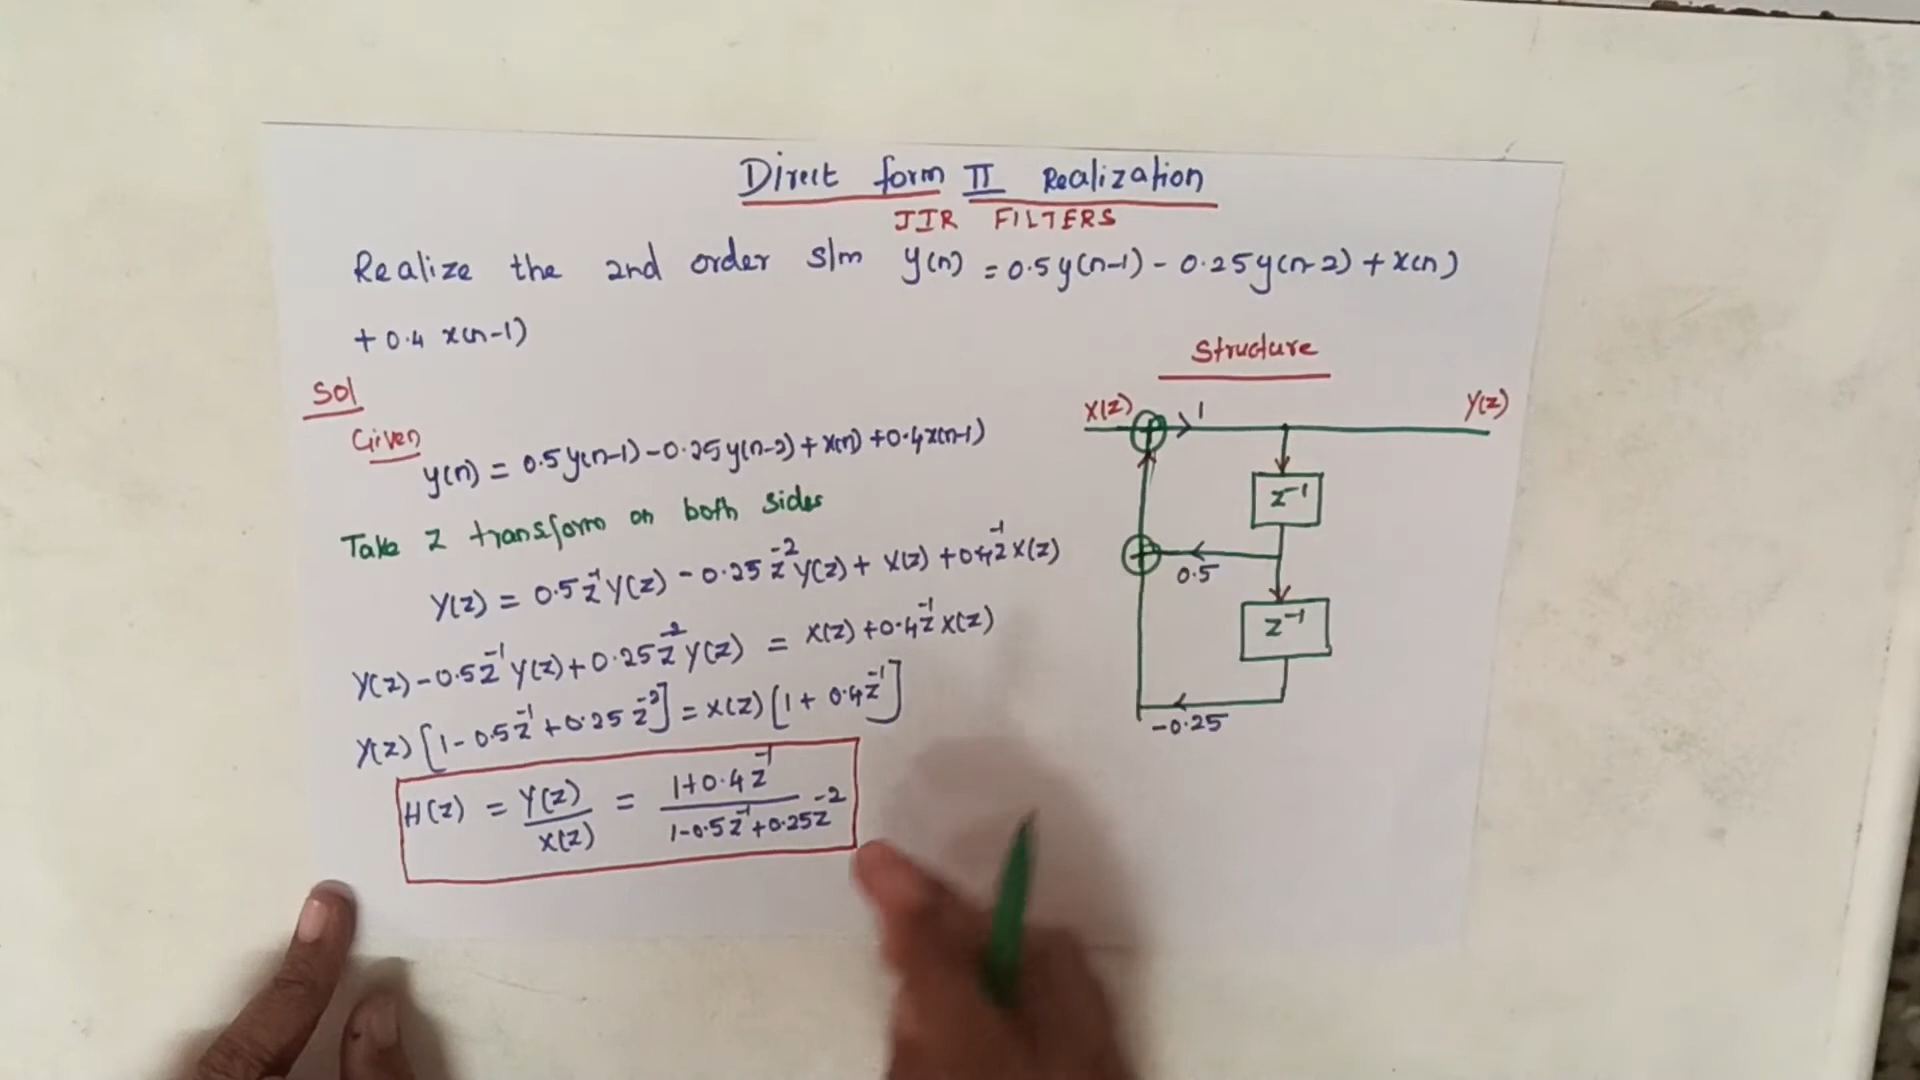 Direct form II Realization
IIR FILTERS
Realize the 2nd order s/m y(n) = 0.5y(n-1) - 0.25y(n-2) + x(n)
+ 0.4 x(n-1)
Structure
Sol
Given
y(n) = 0.5y(n-1) - 0.25y(n-2) + x(n) + 0.4x(n-1)
Take Z transform on both sides
Y(z) = 0.5z⁻¹Y(z) - 0.25z⁻²Y(z) + X(z) + 0.4z⁻¹X(z)
Y(z) - 0.5z⁻¹Y(z) + 0.25z⁻²Y(z) = X(z) + 0.4z⁻¹X(z)
Y(z)[1 - 0.5z⁻¹ + 0.25z⁻²] = X(z)[1 + 0.4z⁻¹]
H(z) = Y(z)/X(z) = 1+0.4z⁻¹/1-0.5z⁻¹+0.25z⁻²
X(z) + 1 Y(z)
z⁻¹
+ 0.5
z⁻¹
-0.25